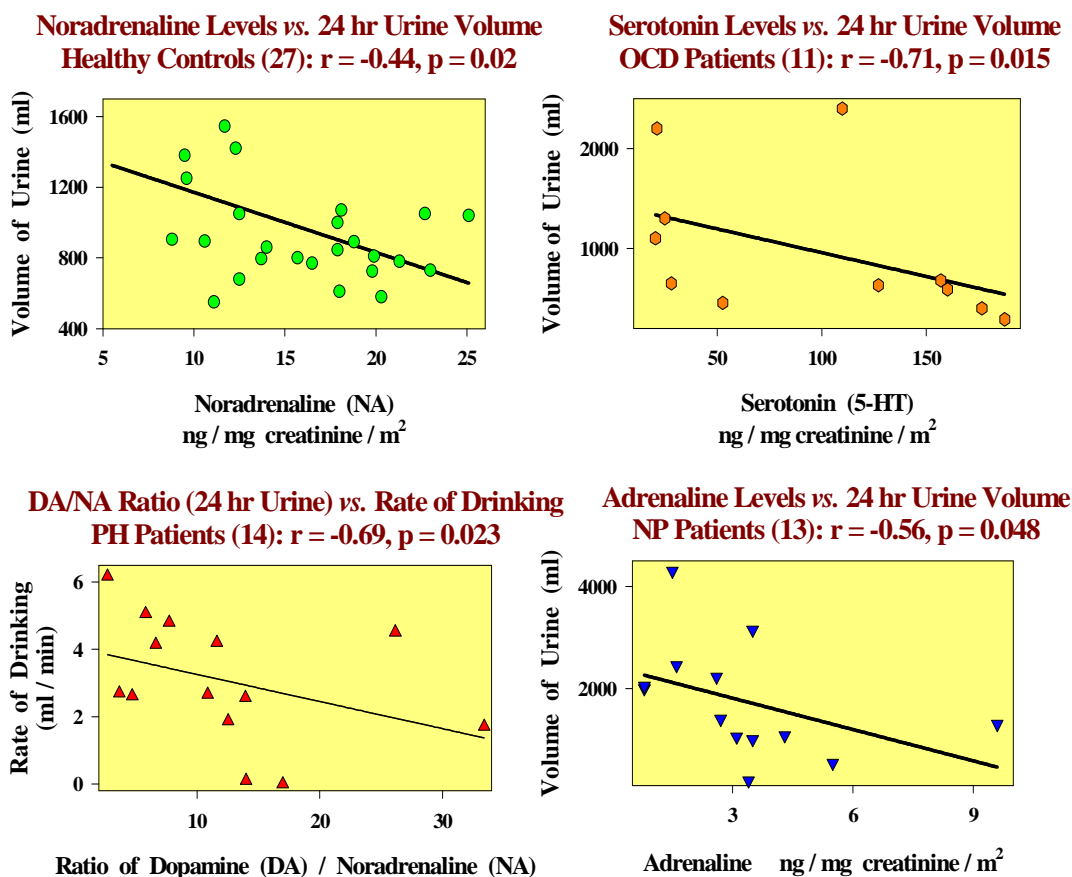 Noradrenaline Levels vs. 24 hr Urine Volume
Healthy Controls (27): r = -0.44, p = 0.02
Volume of Urine (ml)
1600
1200
800
400
5
10
15
20
25
Noradrenaline (NA)
ng / mg creatinine / m²
Serotonin Levels vs. 24 hr Urine Volume
OCD Patients (11): r = -0.71, p = 0.015
Volume of Urine (ml)
2000
1000
50
100
150
Serotonin (5-HT)
ng / mg creatinine / m²
DA/NA Ratio (24 hr Urine) vs. Rate of Drinking
PH Patients (14): r = -0.69, p = 0.023
Rate of Drinking
(ml / min)
6
4
2
0
10
20
30
Ratio of Dopamine (DA) / Noradrenaline (NA)
Adrenaline Levels vs. 24 hr Urine Volume
NP Patients (13): r = -0.56, p = 0.048
Volume of Urine (ml)
4000
2000
3
6
9
Adrenaline ng / mg creatinine / m²